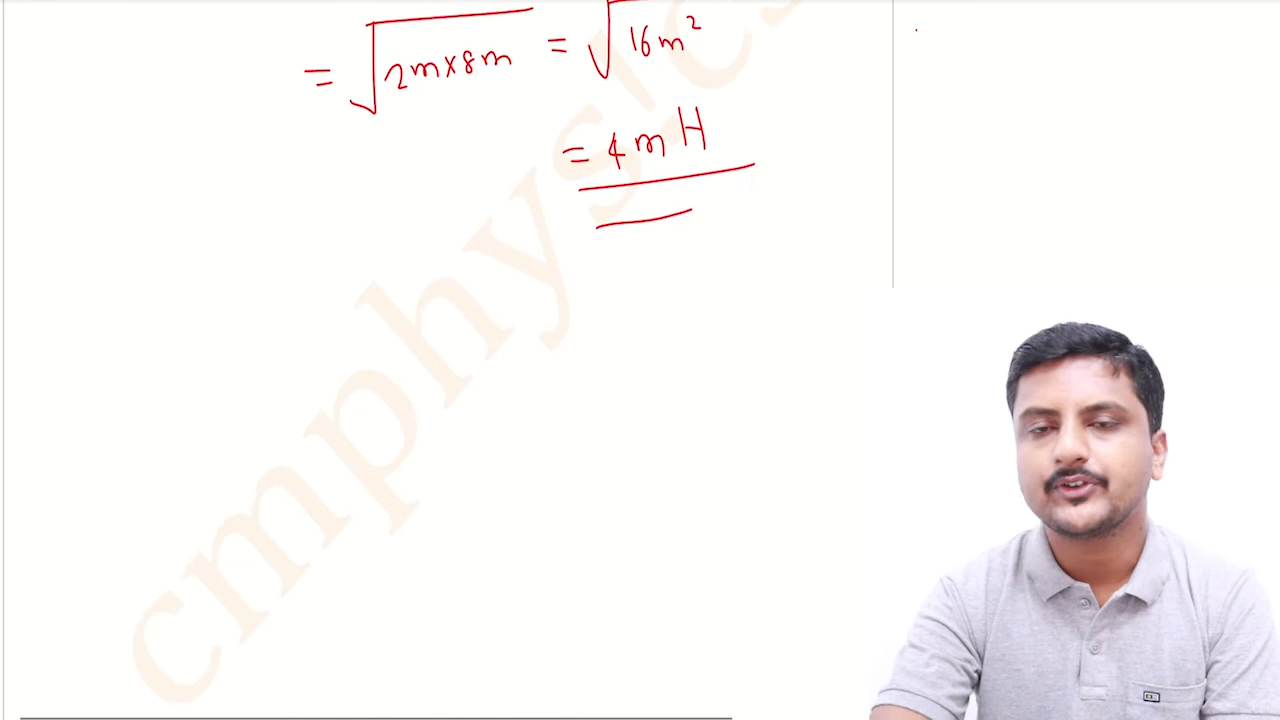 = √2m×8m = √16m²
= 4mH
cmphysics